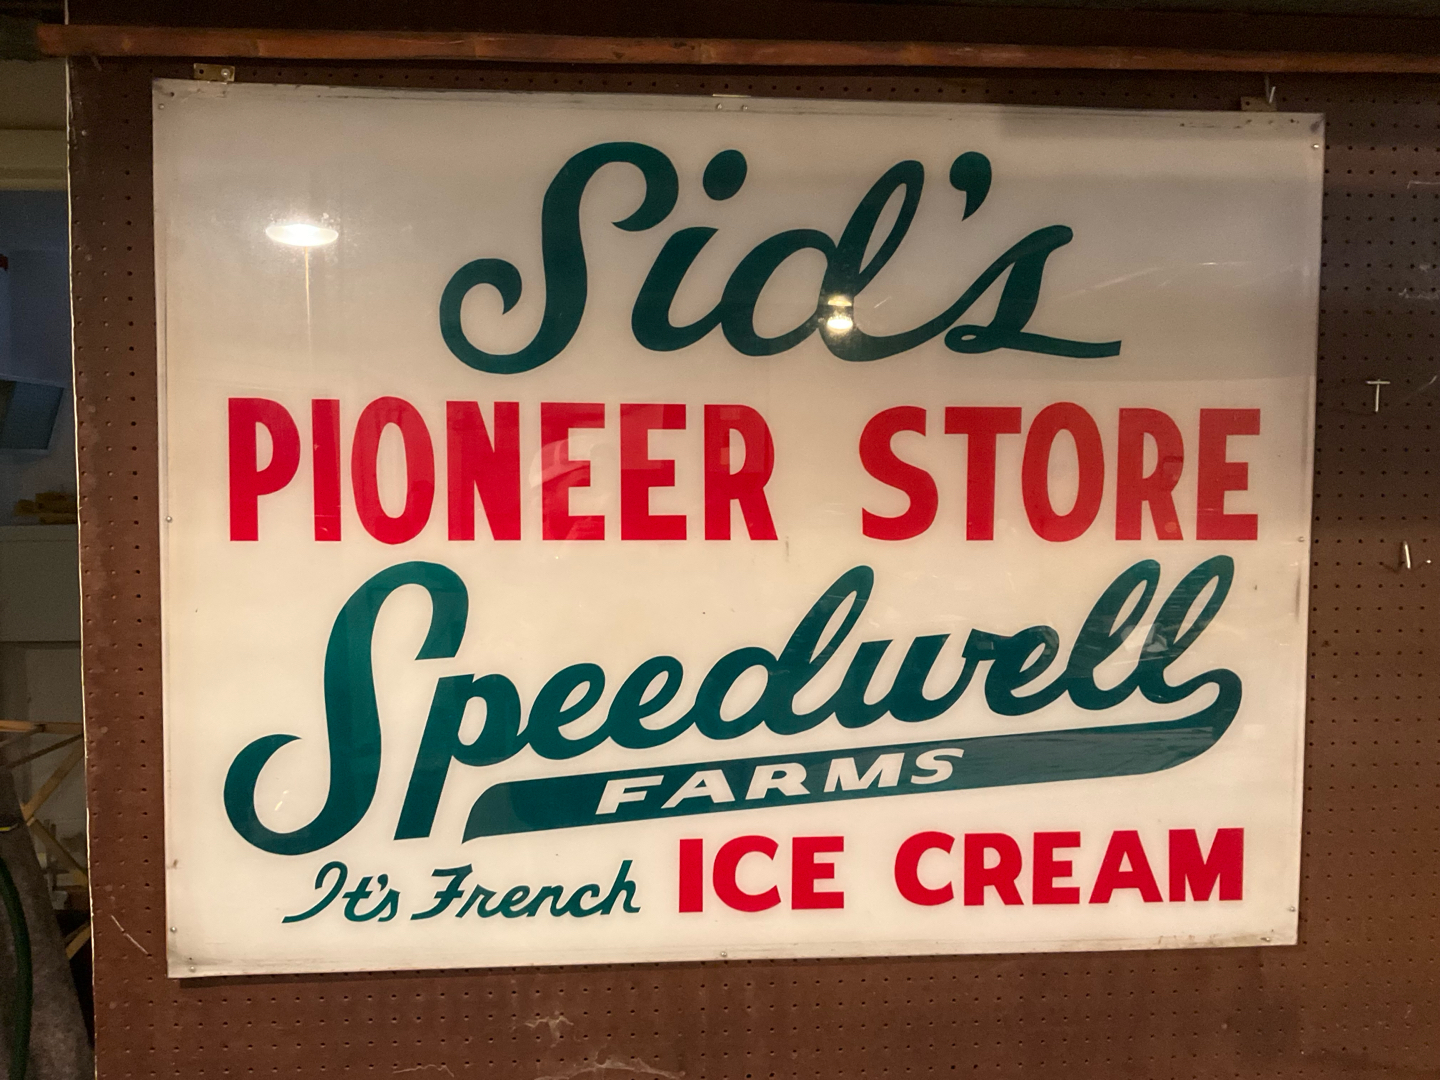 Sid's
PIONEER STORE
Speedwell
FARMS
It's French ICE CREAM